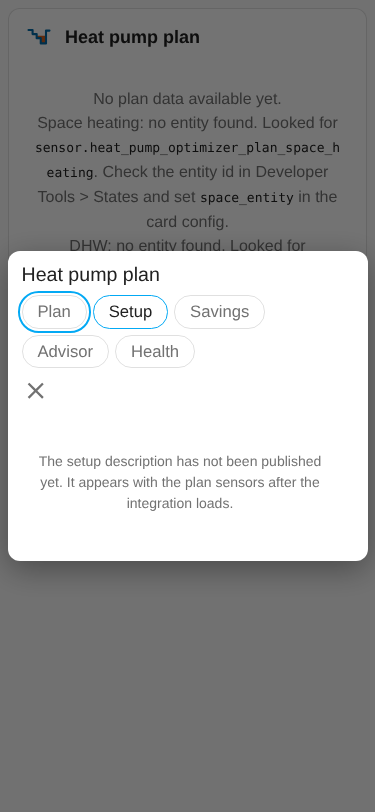 Heat pump plan
No plan data available yet.
Space heating: no entity found. Looked for
sensor.heat_pump_optimizer_plan_space_h
eating. Check the entity id in Developer
Tools > States and set space_entity in the
card config.
DHW: no entity found. Looked for
Heat pump plan
Plan Setup Savings
Advisor Health
The setup description has not been published
yet. It appears with the plan sensors after the
integration loads.